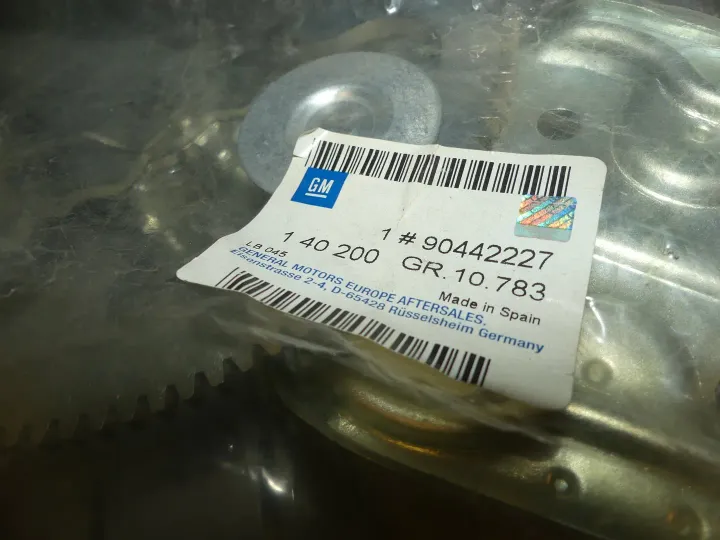 GM
1 # 90442227
1 40 200 GR.10.783
LB 045
Made in Spain
GENERAL MOTORS EUROPE AFTERSALES.
Eisenstrasse 2-4, D-65428 Rüsselsheim Germany